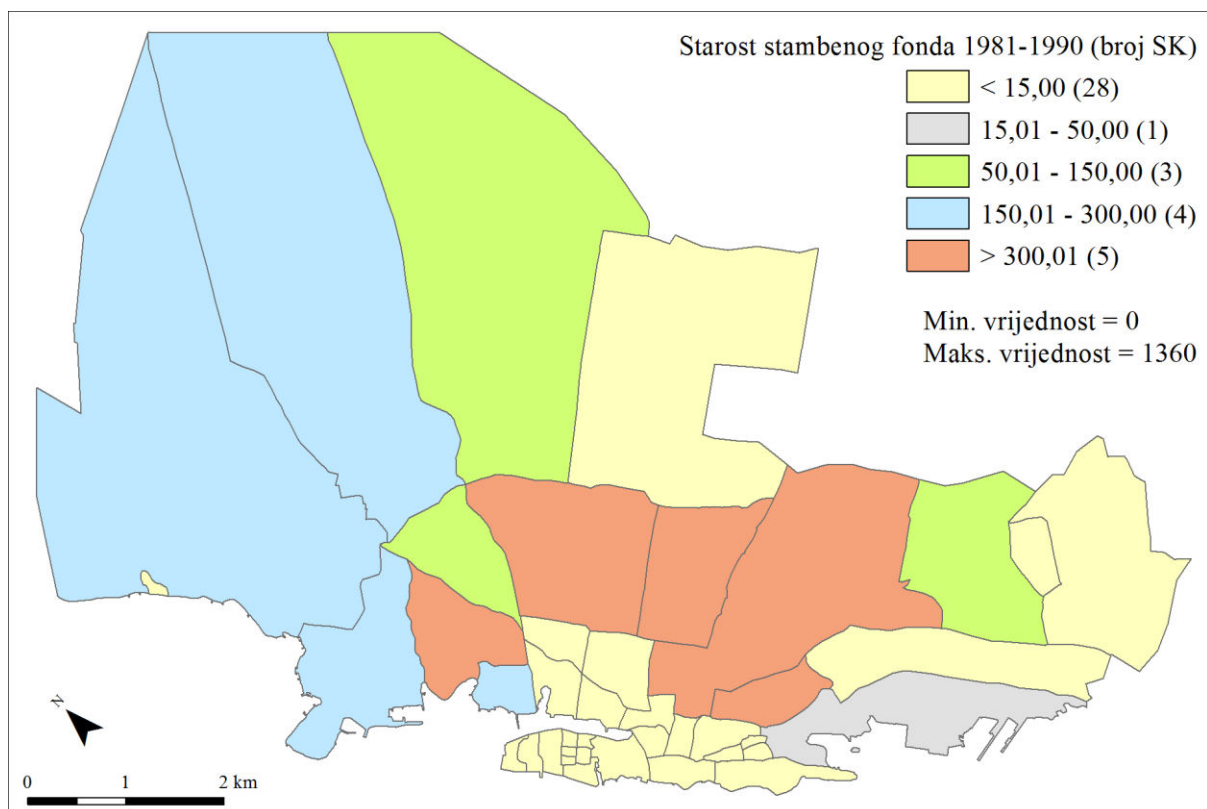 Starost stambenog fonda 1981-1990 (broj SK)
< 15,00 (28)
15,01 - 50,00 (1)
50,01 - 150,00 (3)
150,01 - 300,00 (4)
> 300,01 (5)
Min. vrijednost = 0
Maks. vrijednost = 1360
N
0 1 2 km